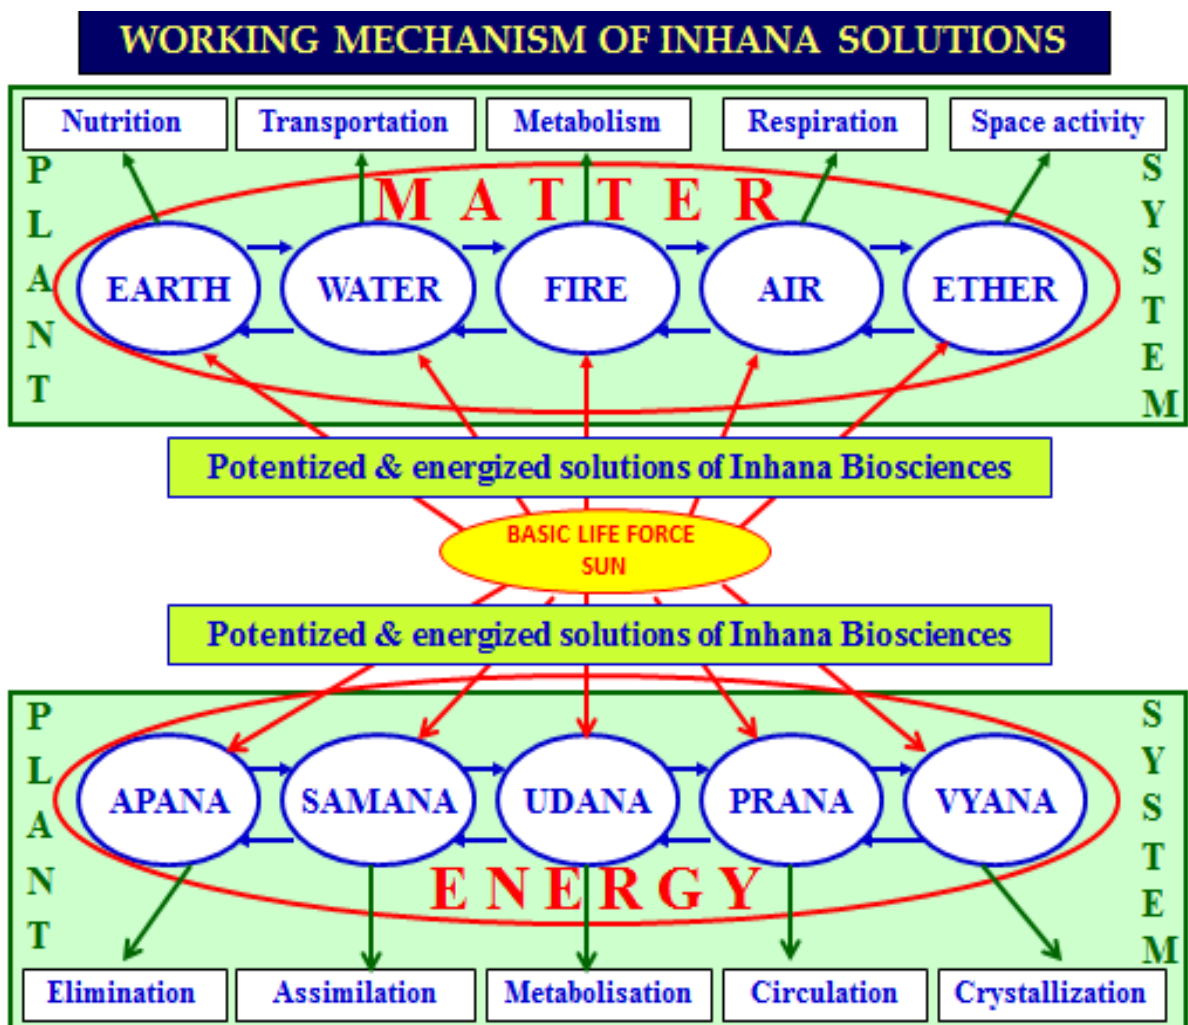 WORKING MECHANISM OF INHANA SOLUTIONS
Nutrition
Transportation
Metabolism
Respiration
Space activity
PLANT
MATTER
SYSTEM
EARTH
WATER
FIRE
AIR
ETHER
Potentized & energized solutions of Inhana Biosciences
BASIC LIFE FORCE
SUN
Potentized & energized solutions of Inhana Biosciences
PLANT
SYSTEM
APANA
SAMANA
UDANA
PRANA
VYANA
ENERGY
Elimination
Assimilation
Metabolisation
Circulation
Crystallization